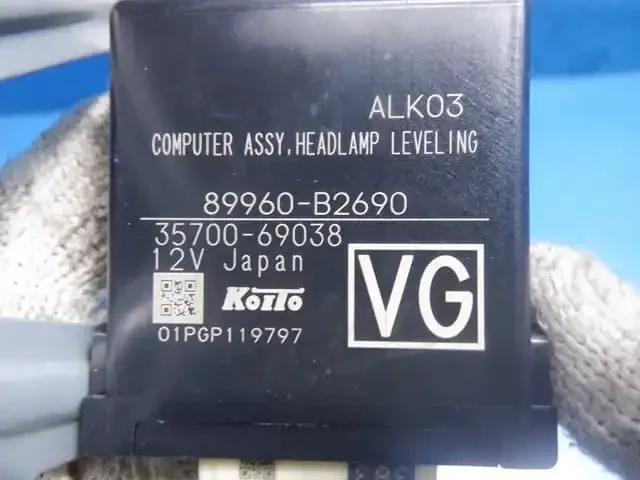 ALK03
COMPUTER ASSY,HEADLAMP LEVELING
89960-B2690
35700-69038
12V Japan
KOITO
VG
01PGP119797